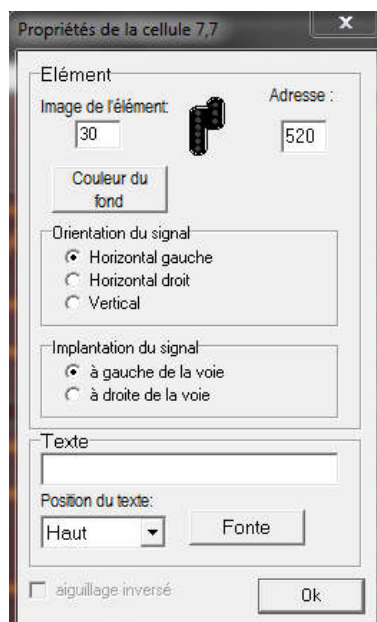 Propriétés de la cellule 7,7
x
Elément
Image de l'élément:
Adresse :
30
520
Couleur du
fond
Orientation du signal
Horizontal gauche
Horizontal droit
Vertical
Implantation du signal
à gauche de la voie
à droite de la voie
Texte
Position du texte:
Haut
Fonte
aiguillage inversé
Ok